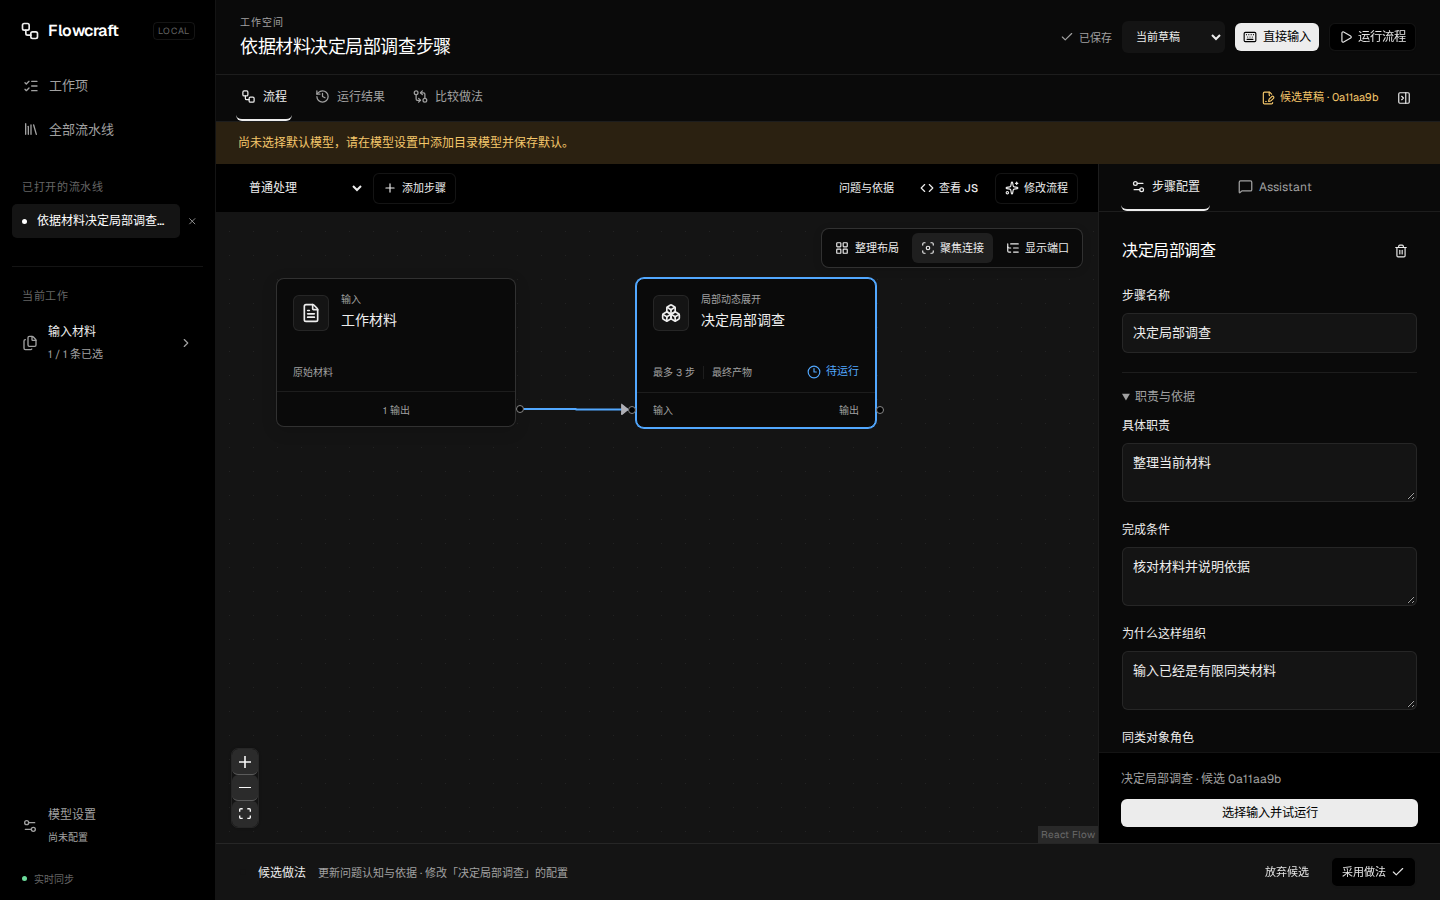 Flowcraft
LOCAL
工作项
全部流水线
已打开的流水线
依据材料决定局部调查...
当前工作
输入材料
1 / 1 条已选
模型设置
尚未配置
实时同步
工作空间
依据材料决定局部调查步骤
已保存
当前草稿
直接输入
运行流程
流程
运行结果
比较做法
候选草稿 · 0a11aa9b
尚未选择默认模型，请在模型设置中添加目录模型并保存默认。
普通处理
添加步骤
问题与依据
查看 JS
修改流程
整理布局
聚焦连接
显示端口
输入
工作材料
原始材料
1 输出
局部动态展开
决定局部调查
最多 3 步
最终产物
待运行
输入
输出
React Flow
步骤配置
Assistant
决定局部调查
步骤名称
决定局部调查
职责与依据
具体职责
整理当前材料
完成条件
核对材料并说明依据
为什么这样组织
输入已经是有限同类材料
同类对象角色
决定局部调查 · 候选 0a11aa9b
选择输入并试运行
候选做法
更新问题认知与依据 · 修改「决定局部调查」的配置
放弃候选
采用做法